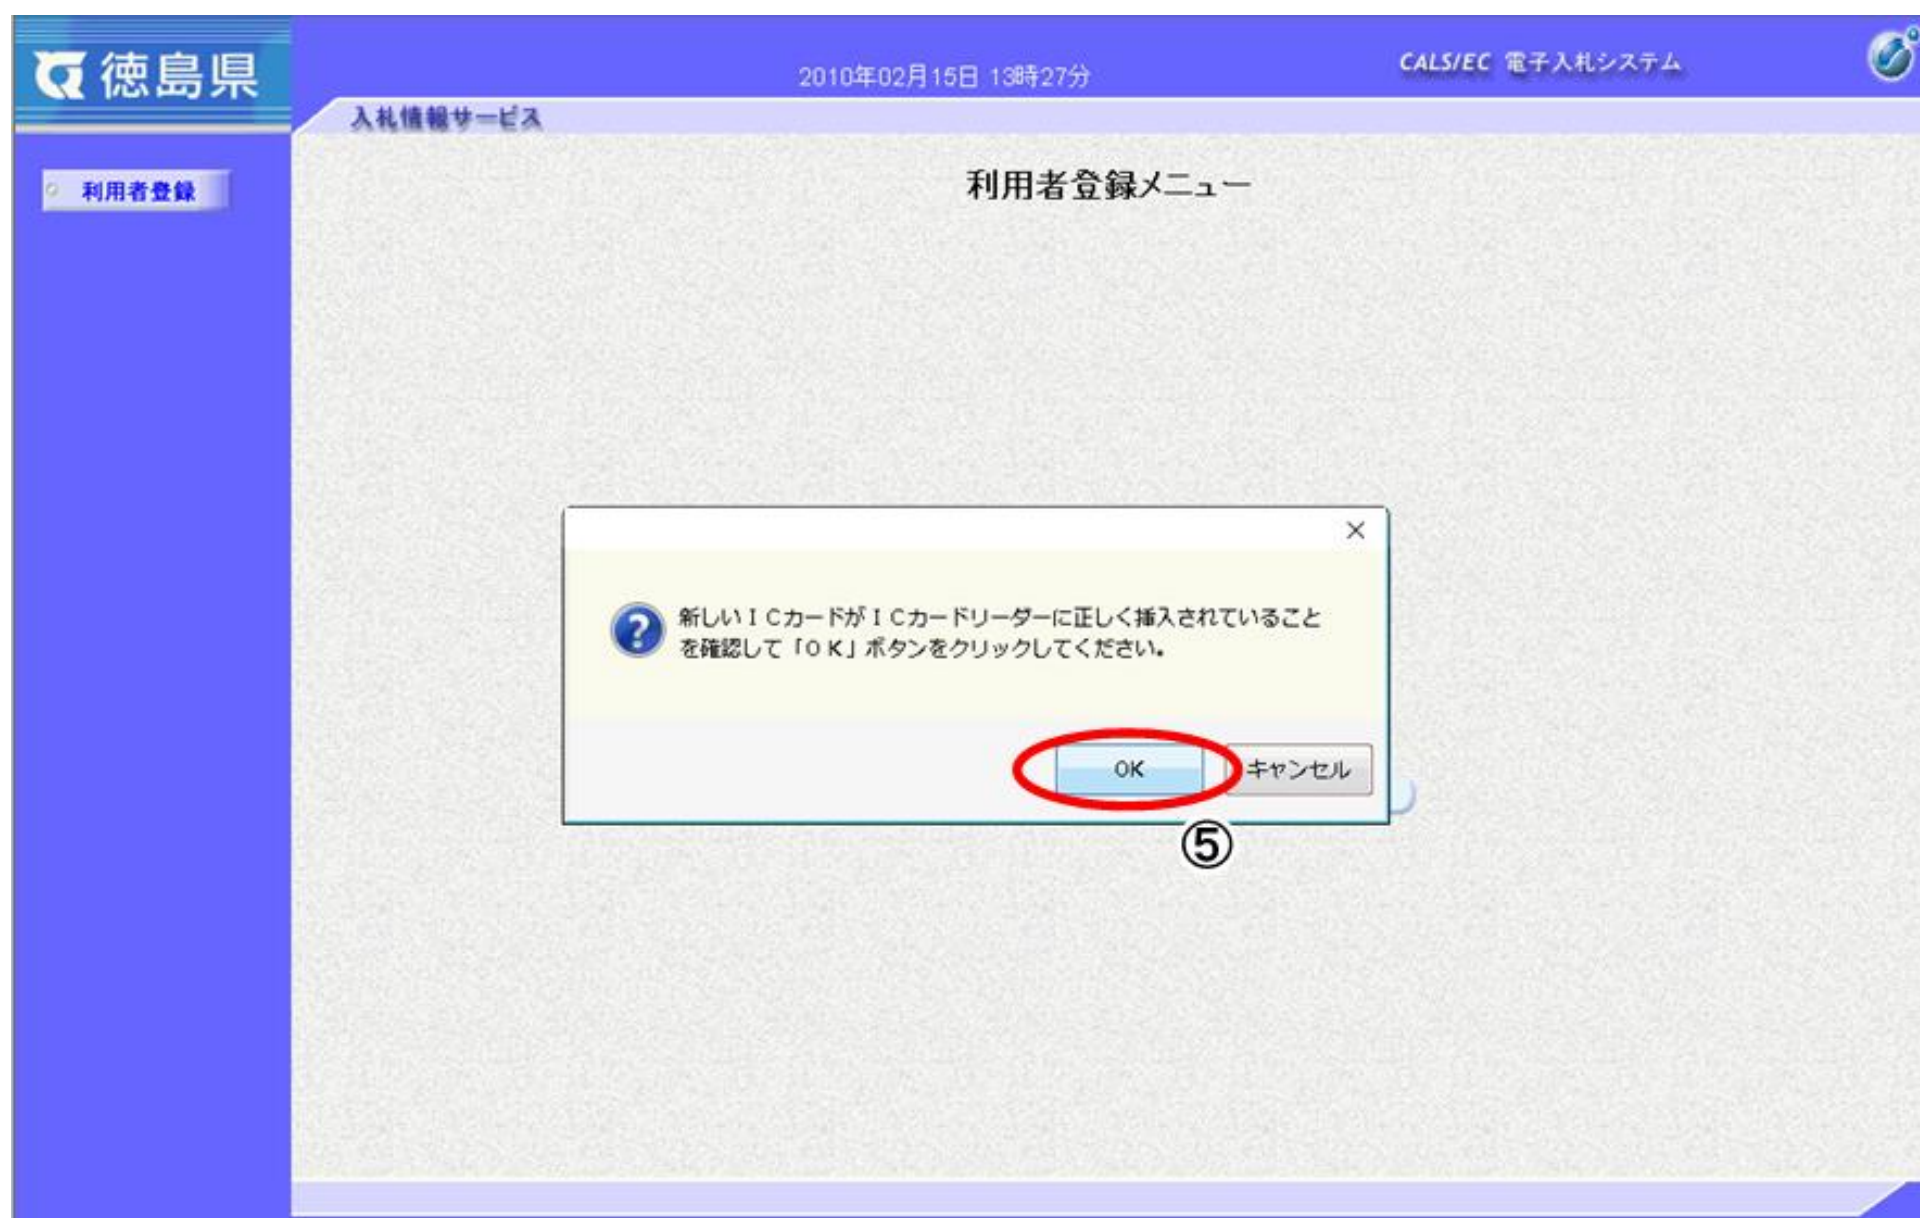 徳島県
2010年02月15日 13時27分
CALS/EC 電子入札システム
入札情報サービス
利用者登録
利用者登録メニュー
新しいＩＣカードがＩＣカードリーダーに正しく挿入されていること
を確認して「ＯＫ」ボタンをクリックしてください。
OK
キャンセル
⑤